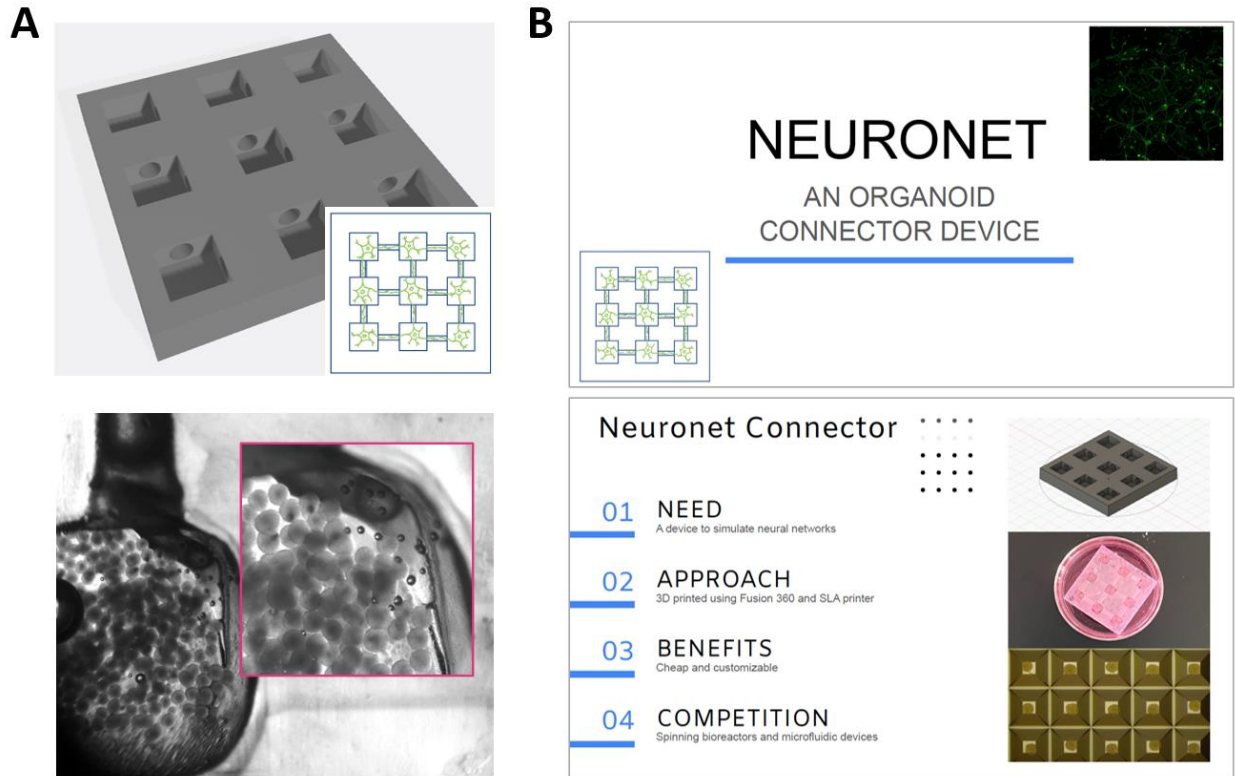 A
B
NEURONET
AN ORGANOID
CONNECTOR DEVICE
Neuronet Connector
01 NEED
A device to simulate neural networks
02 APPROACH
3D printed using Fusion 360 and SLA printer
03 BENEFITS
Cheap and customizable
04 COMPETITION
Spinning bioreactors and microfluidic devices